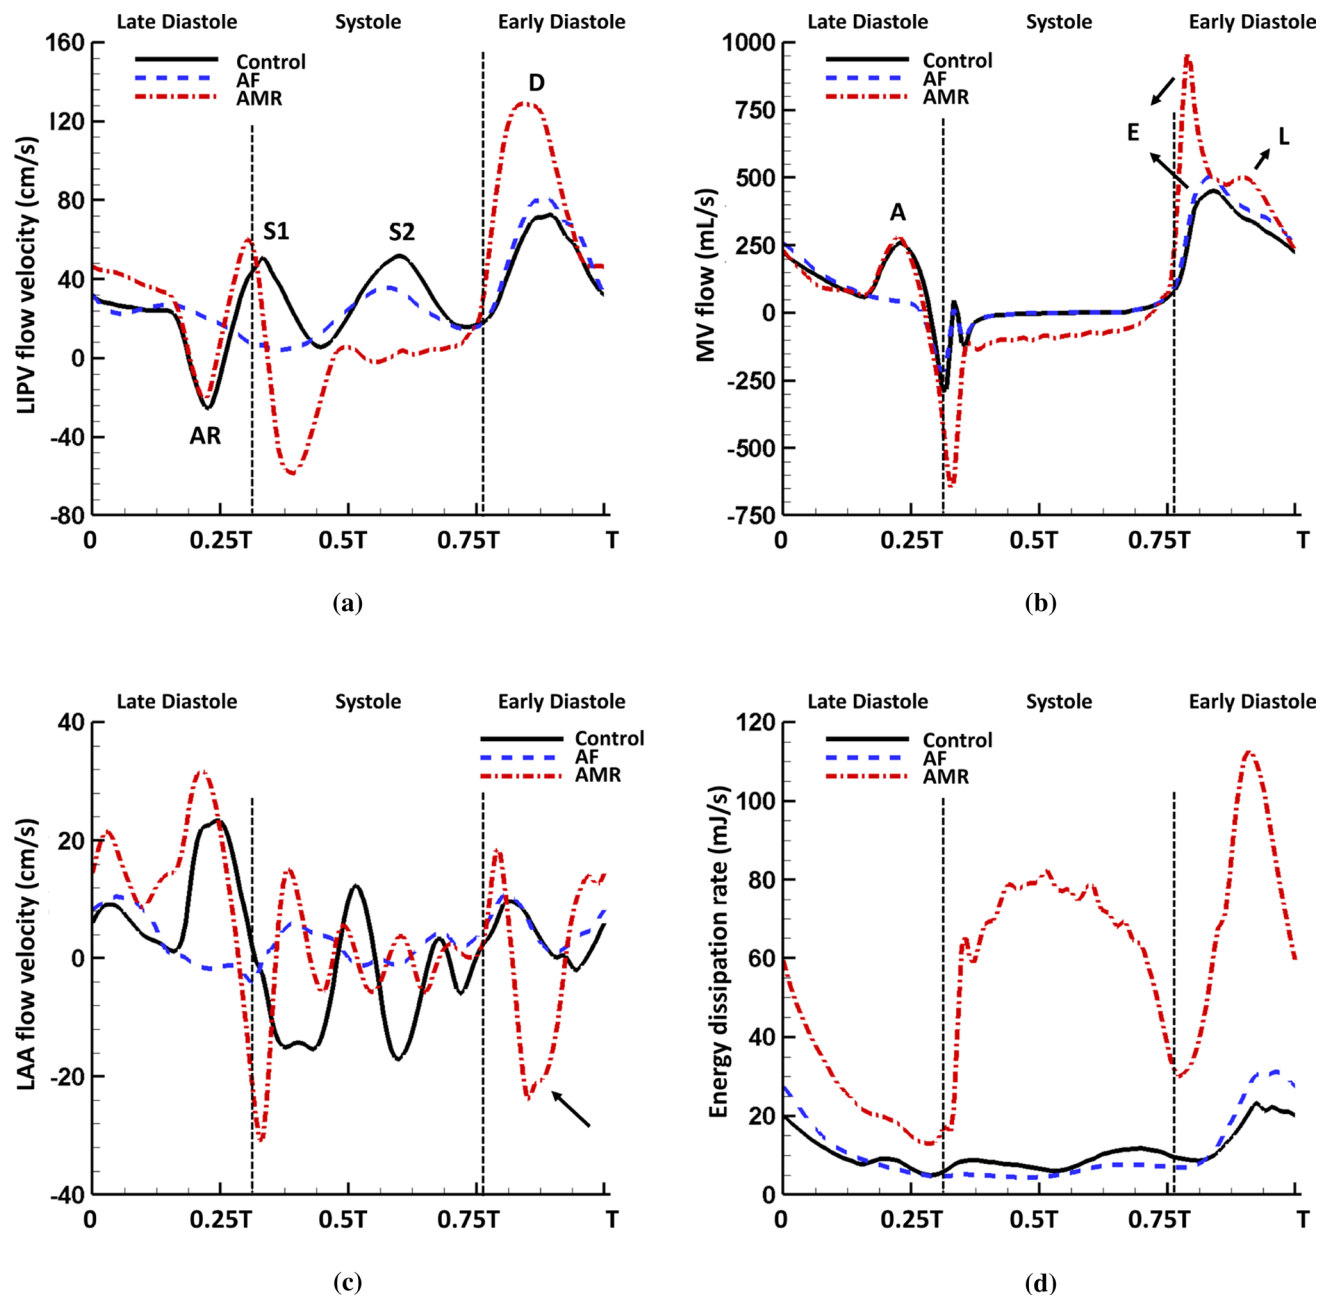 Late Diastole Systole Early Diastole
160
120
80
40
0
-40
-80
LIPV flow velocity (cm/s)
Control
AF
AMR
S1
S2
D
AR
0 0.25T 0.5T 0.75T T
(a)
Late Diastole Systole Early Diastole
1000
750
500
250
0
-250
-500
-750
MV flow (mL/s)
Control
AF
AMR
A
E
L
0 0.25T 0.5T 0.75T T
(b)
Late Diastole Systole Early Diastole
40
20
0
-20
-40
LAA flow velocity (cm/s)
Control
AF
AMR
0 0.25T 0.5T 0.75T T
(c)
Late Diastole Systole Early Diastole
120
100
80
60
40
20
0
Energy dissipation rate (mJ/s)
Control
AF
AMR
0 0.25T 0.5T 0.75T T
(d)